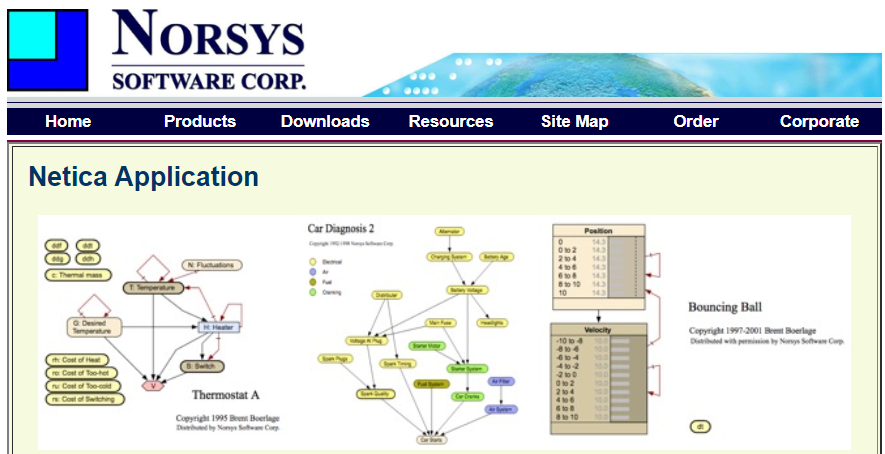 NORSYS
SOFTWARE CORP.
Home Products Downloads Resources Site Map Order Corporate
Netica Application
ddf ddt
ddg ddh
c: Thermal mass
N: Fluctuations
T: Temperature
G: Desired
Temperature
H: Heater
S: Switch
V
rh: Cost of Heat
ro: Cost of Too-hot
ru: Cost of Too-cold
rs: Cost of Switching
Thermostat A
Copyright 1995 Brent Boerlage
Distributed by Norsys Software Corp.
Car Diagnosis 2
Copyright 1992-1998 Norsys Software Corp.
Electrical
Air
Fuel
Cranking
Alternator
Charging System
Battery Age
Battery Voltage
Distributer
Main Fuse
Headlights
Voltage At Plug
Starter Motor
Spark Plugs
Spark Timing
Starter System
Fuel System
Air Filter
Spark Quality
Car Cranks
Air System
Car Starts
Position
0 14.3
0 to 2 14.3
2 to 4 14.3
4 to 6 14.3
6 to 8 14.3
8 to 10 14.3
10 14.3
Velocity
-10 to -8 10.0
-8 to -6 10.0
-6 to -4 10.0
-4 to -2 10.0
-2 to 0 10.0
0 to 2 10.0
2 to 4 10.0
4 to 6 10.0
6 to 8 10.0
8 to 10 10.0
Bouncing Ball
Copyright 1997-2001 Brent Boerlage
Distributed with permission by Norsys Software Corp.
dt